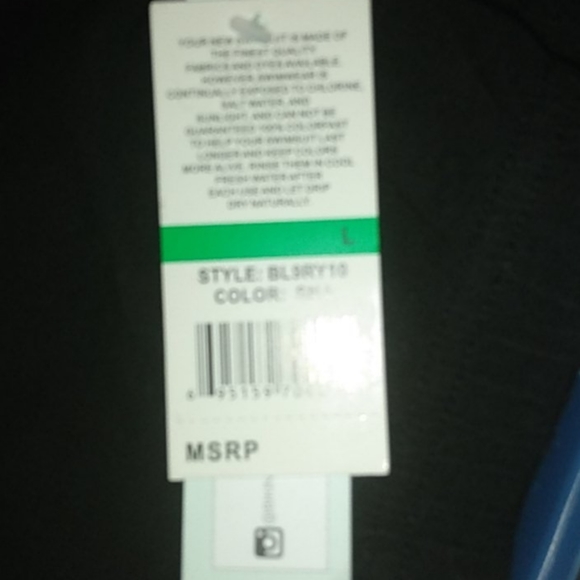 YOUR NEW IS MADE OF
THE FINEST QUALITY
FABRICS AND DYES AVAILABLE.
HOWEVER, SWIMWEAR IS
CONTINUALLY EXPOSED TO CHLORINE,
SALT WATER, AND
SUNLIGHT, AND CAN NOT BE
GUARANTEED 100% COLORFAST
TO HELP YOUR SWIMSUIT LAST
LONGER AND KEEP COLORS
MORE ALIVE, RINSE THEM IN COOL
FRESH WATER AFTER
EACH USE AND LET DRIP
DRY NATURALLY.
L
STYLE: BL9RY10
COLOR:
MSRP